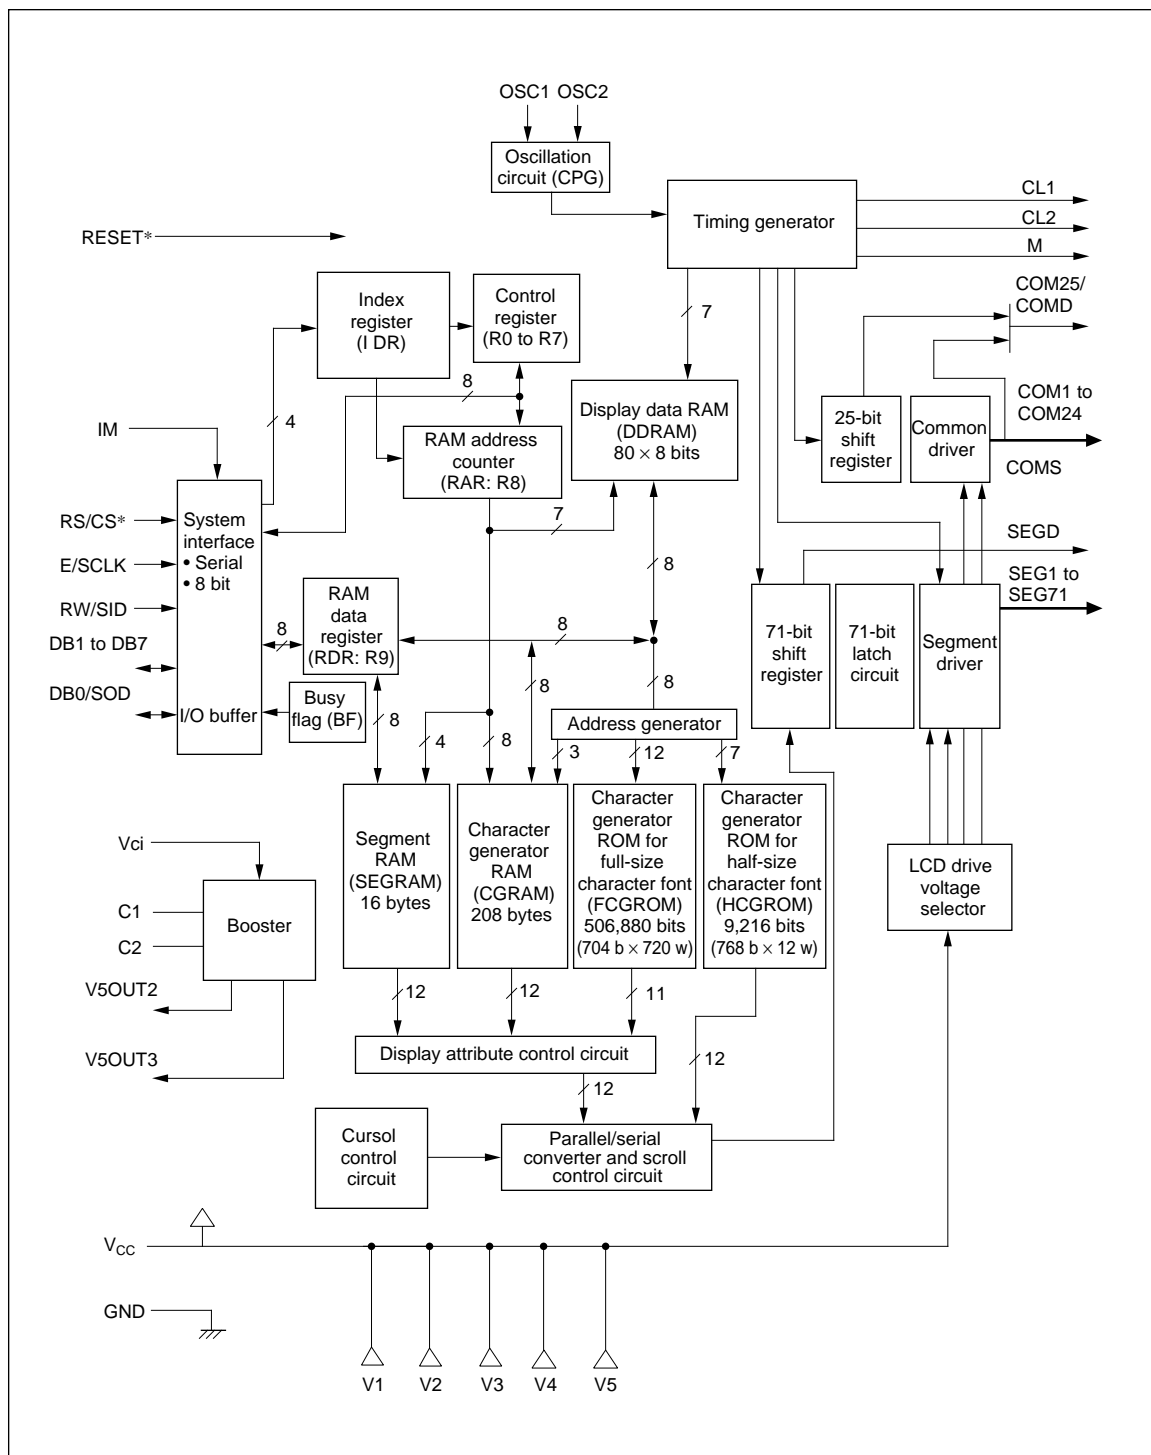 OSC1 OSC2
Oscillation
circuit (CPG)
Timing generator
CL1
CL2
M
RESET*
COM25/
COMD
Index
register
(I DR)
Control
register
(R0 to R7)
7
8
4
Display data RAM
(DDRAM)
80 × 8 bits
25-bit
shift
register
Common
driver
COM1 to
COM24
COMS
IM
RAM address
counter
(RAR: R8)
7
8
RS/CS*
E/SCLK
RW/SID
DB1 to DB7
DB0/SOD
System
interface
• Serial
• 8 bit
I/O buffer
8
RAM
data
register
(RDR: R9)
8
Busy
flag (BF)
8
4
8
8
8
Address generator
3
12
7
SEGD
SEG1 to
SEG71
71-bit
shift
register
71-bit
latch
circuit
Segment
driver
Segment
RAM
(SEGRAM)
16 bytes
Character
generator
RAM
(CGRAM)
208 bytes
Character
generator
ROM for
full-size
character font
(FCGROM)
506,880 bits
(704 b × 720 w)
Character
generator
ROM for
half-size
character font
(HCGROM)
9,216 bits
(768 b × 12 w)
LCD drive
voltage
selector
Vci
C1
C2
Booster
V5OUT2
V5OUT3
12
12
11
12
Display attribute control circuit
12
Cursol
control
circuit
Parallel/serial
converter and scroll
control circuit
VCC
GND
V1 V2 V3 V4 V5